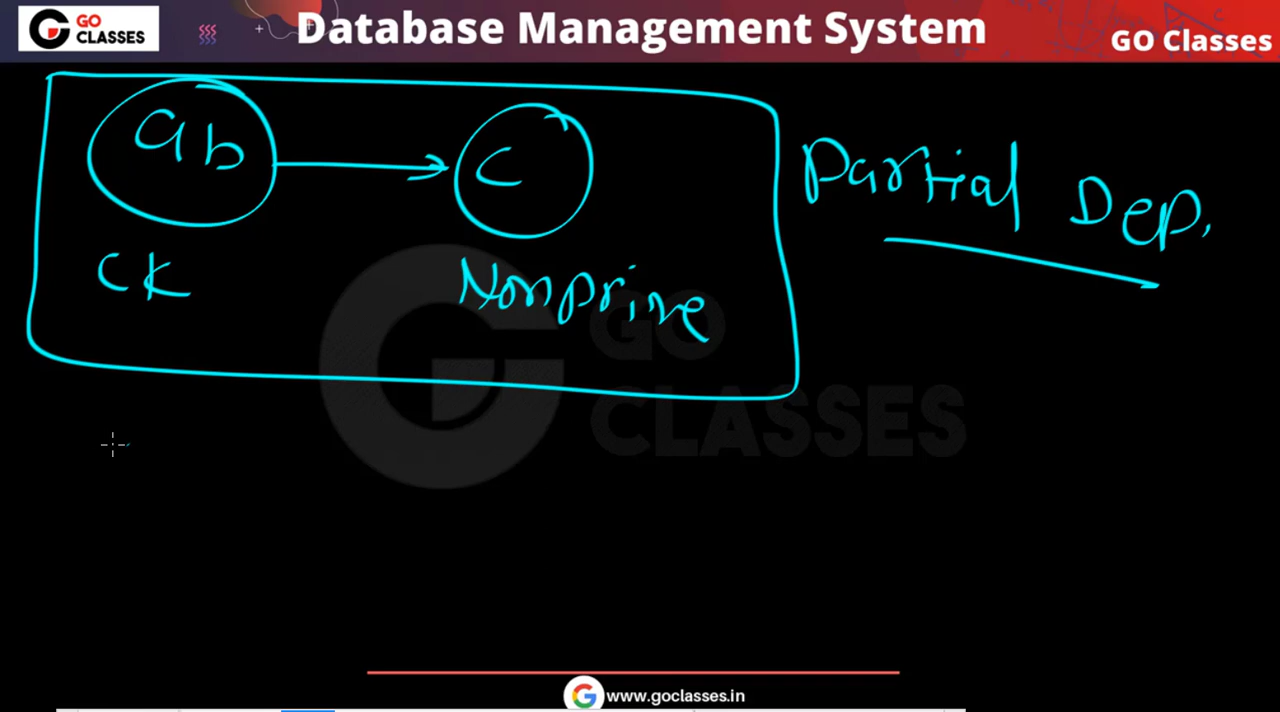 GO CLASSES
Database Management System
GO Classes
ab → c
Partial Dep.
CK
Nonprime
GO CLASSES
www.goclasses.in